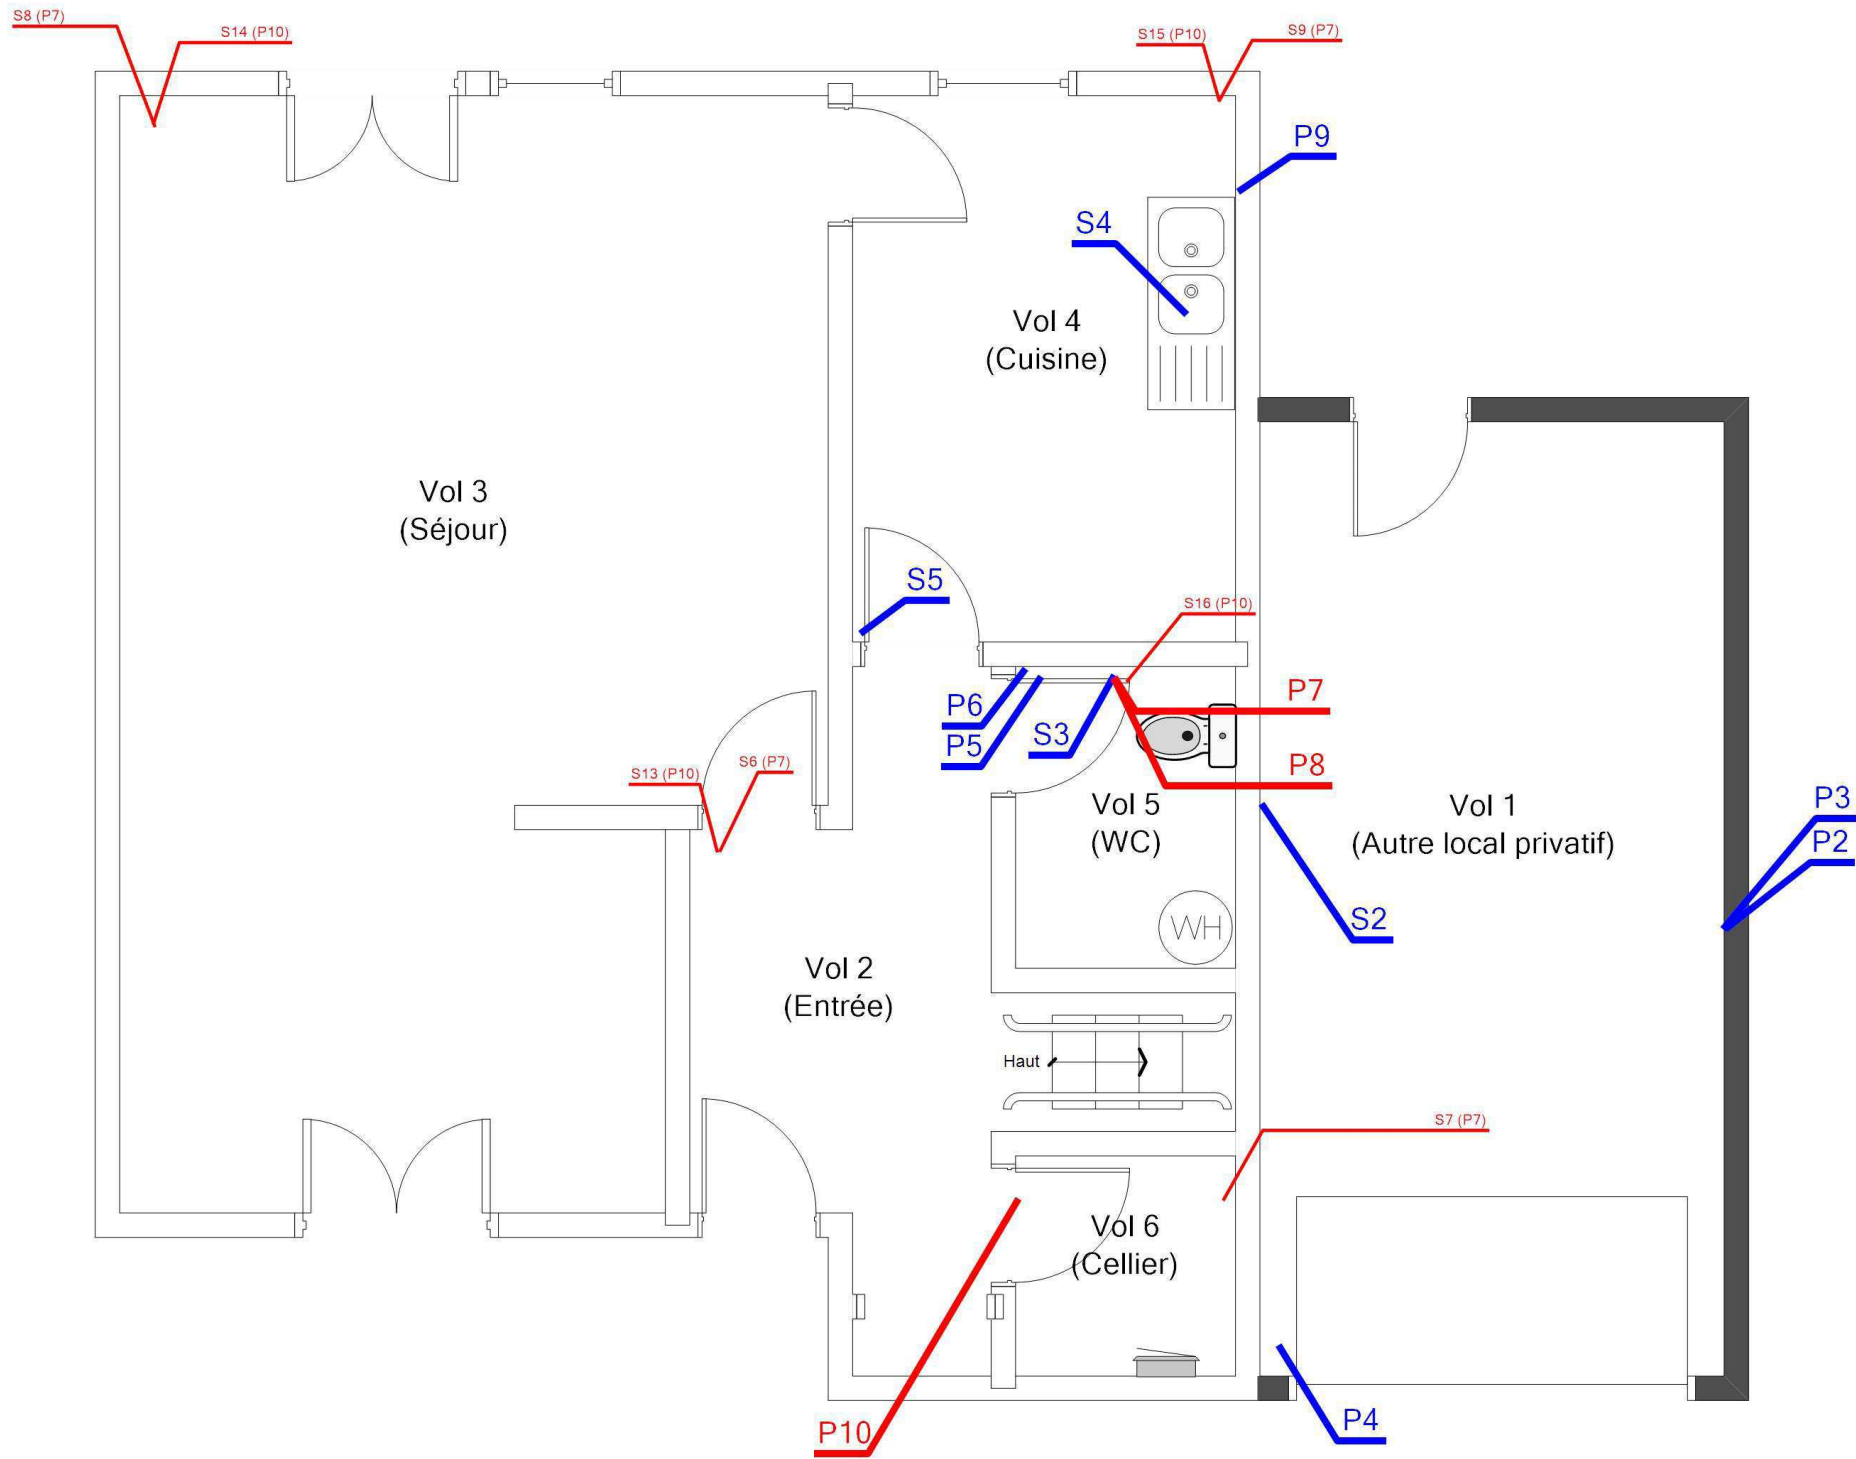 S8 (P7)
S14 (P10)
S15 (P10)
S9 (P7)
P9
S4
Vol 4
(Cuisine)
Vol 3
(Séjour)
S5
S16 (P10)
P6
P5
S3
P7
P8
S13 (P10)
S6 (P7)
Vol 5
(WC)
Vol 1
(Autre local privatif)
P3
P2
S2
WH
Vol 2
(Entrée)
Haut
S7 (P7)
Vol 6
(Cellier)
P10
P4